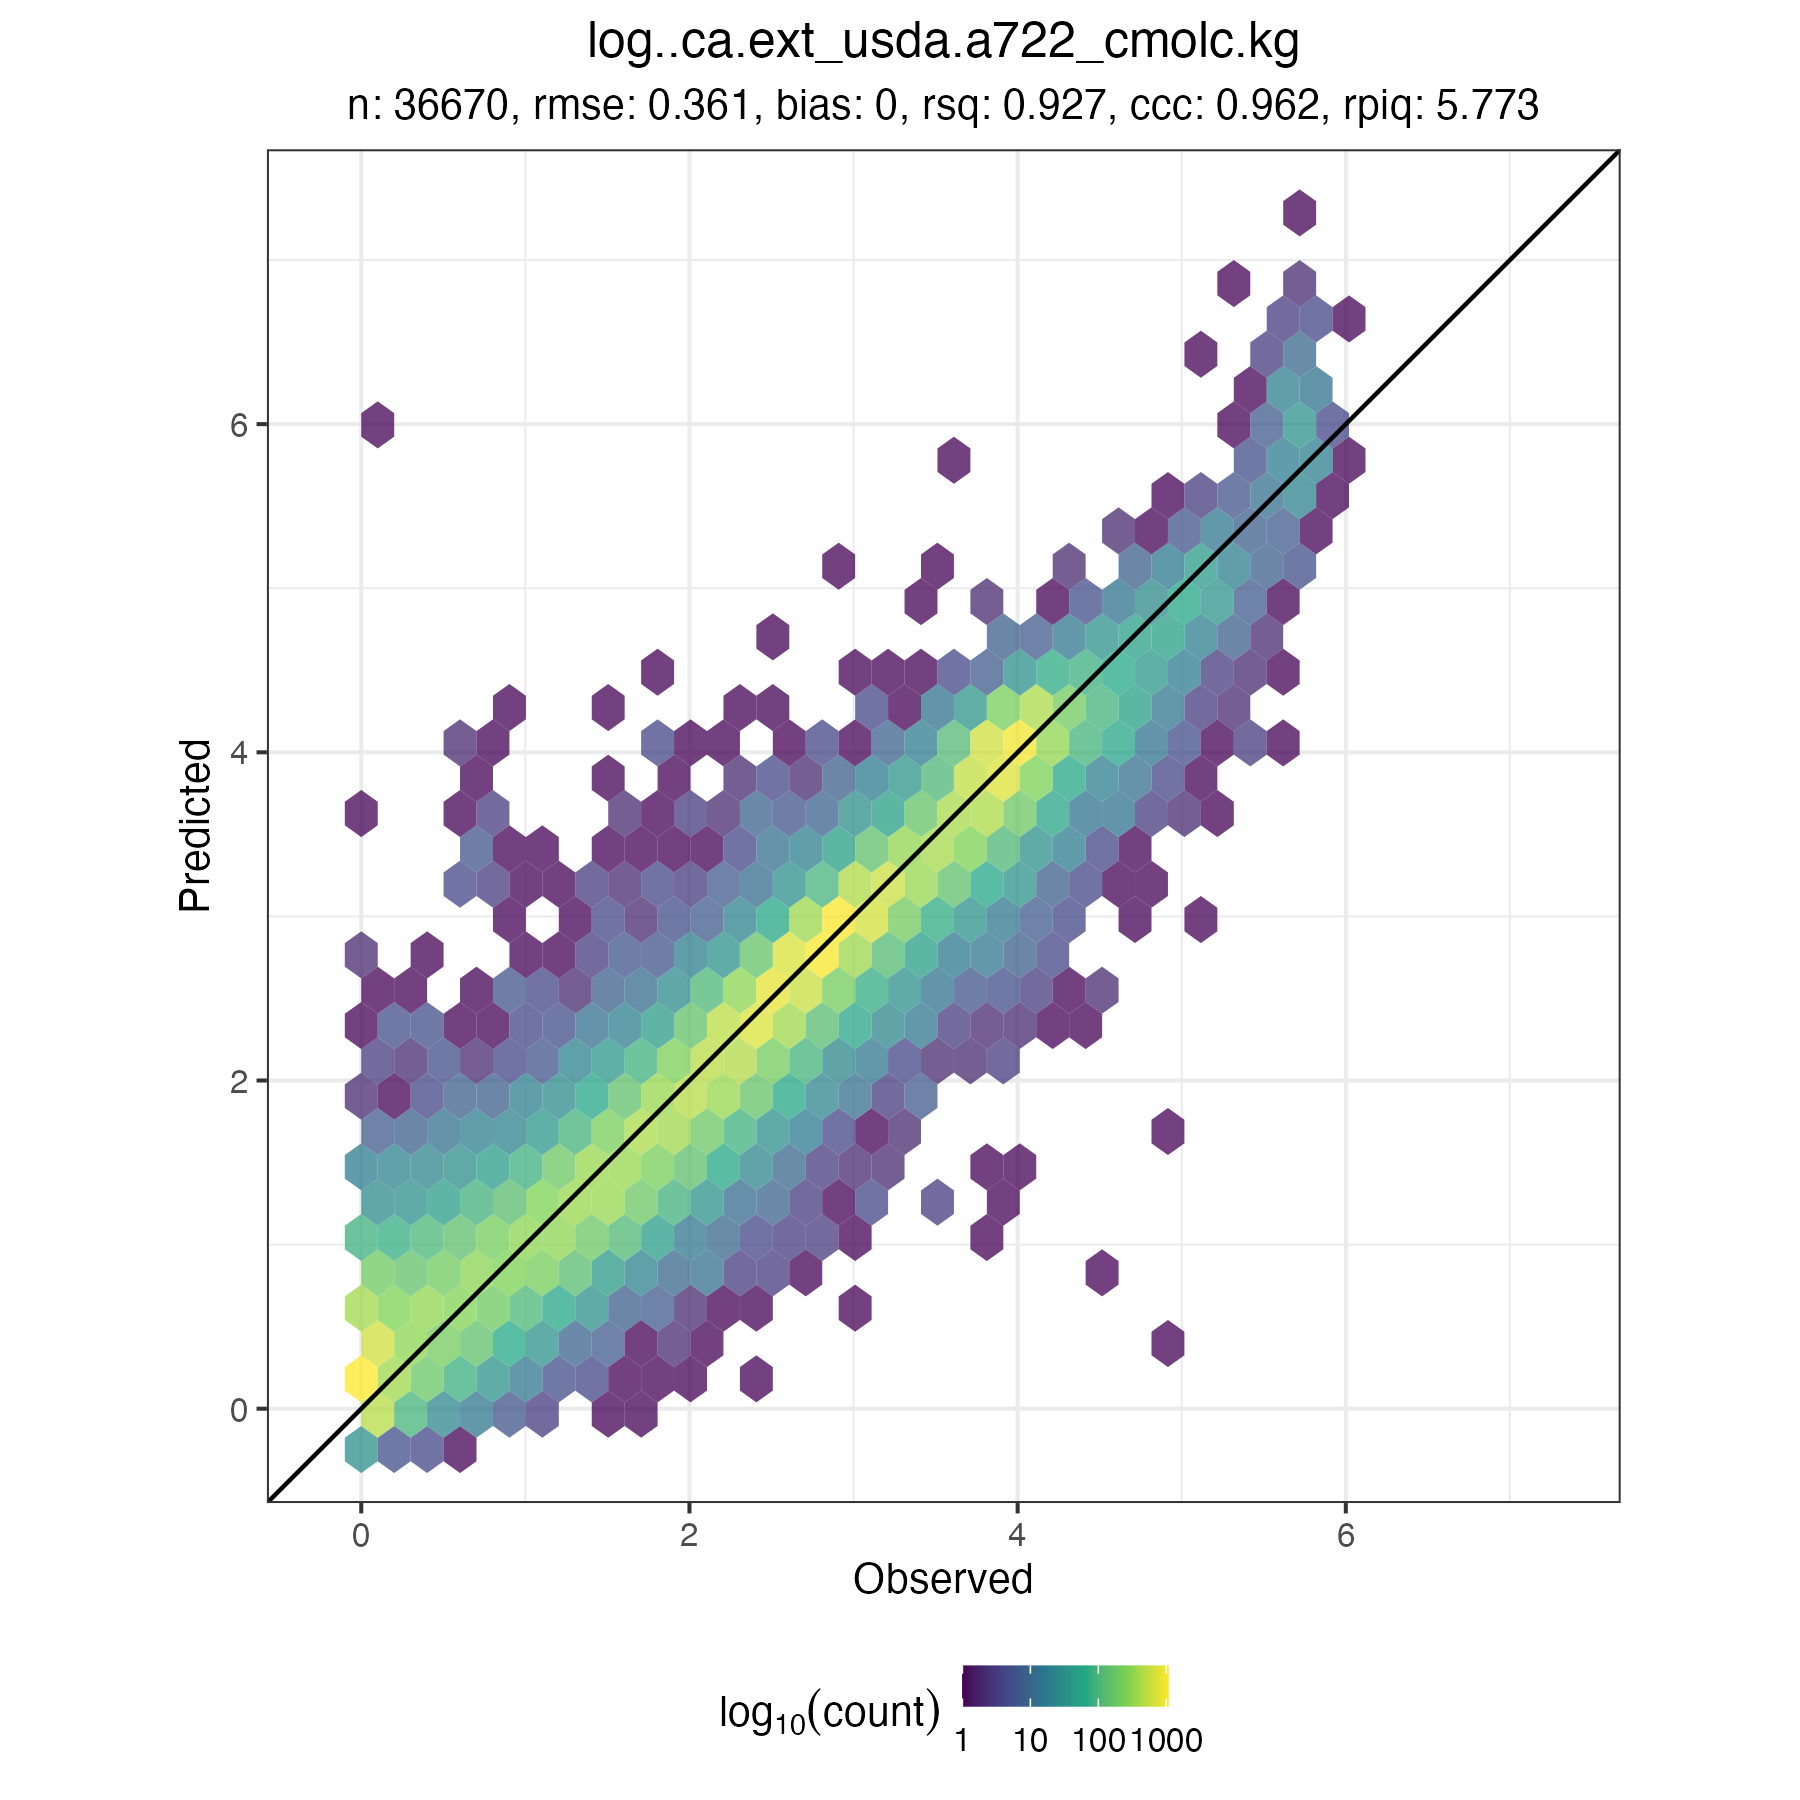 log..ca.ext_usda.a722_cmolc.kg
n: 36670, rmse: 0.361, bias: 0, rsq: 0.927, ccc: 0.962, rpiq: 5.773
Predicted
6
4
2
0
0 2 4 6
Observed
log₁₀(count)
1 10 100 1000